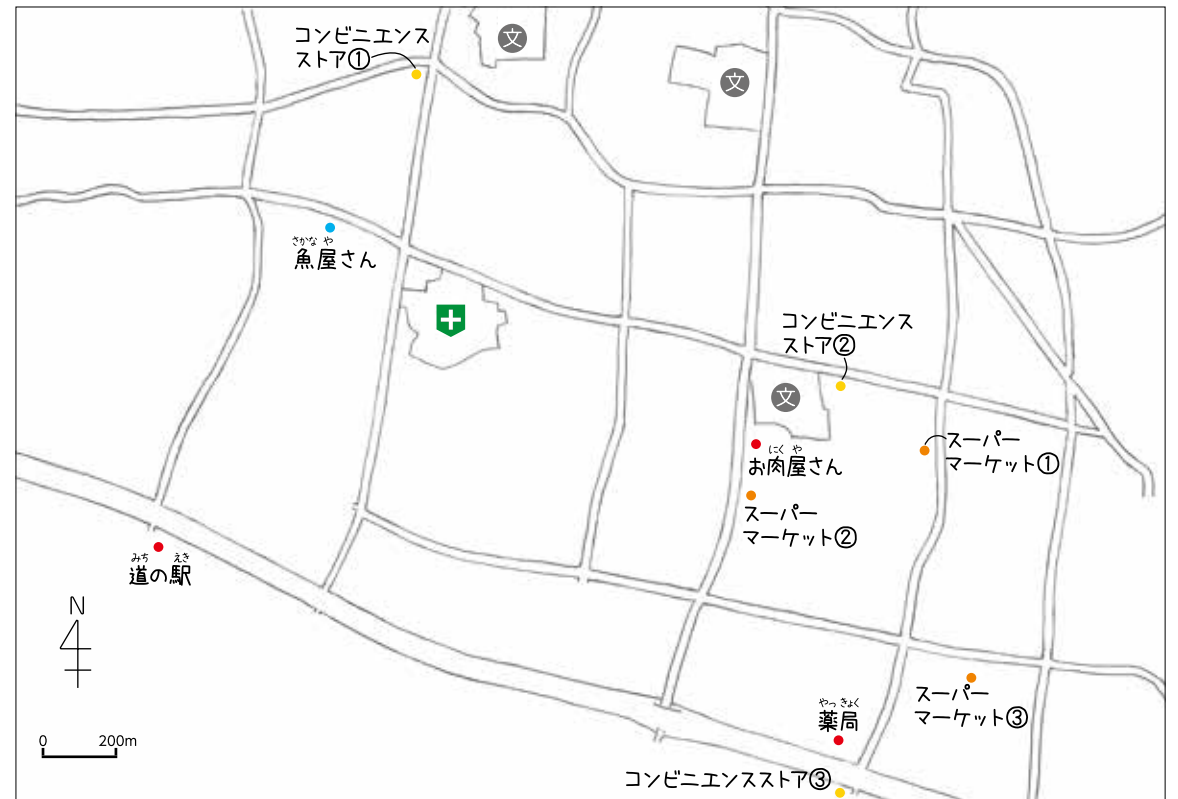 コンビニエンス
ストア①
文
文
さかな や
魚屋さん
コンビニエンス
ストア②
文
スーパー
マーケット①
にく や
お肉屋さん
スーパー
マーケット②
みち えき
道の駅
N
0 200m
スーパー
マーケット③
やっ きょく
薬局
コンビニエンスストア③